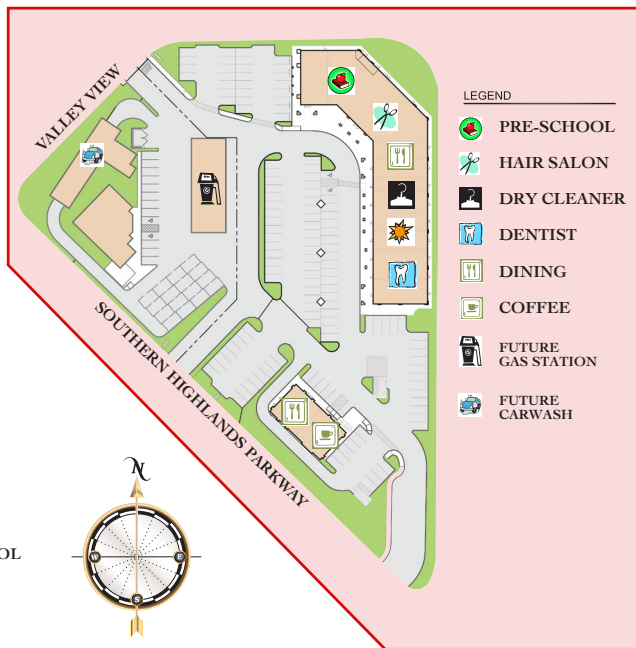 VALLEY VIEW
LEGEND
PRE-SCHOOL
HAIR SALON
DRY CLEANER
DENTIST
DINING
COFFEE
FUTURE
GAS STATION
FUTURE
CARWASH
SOUTHERN HIGHLANDS PARKWAY
N
OL
W
E
S